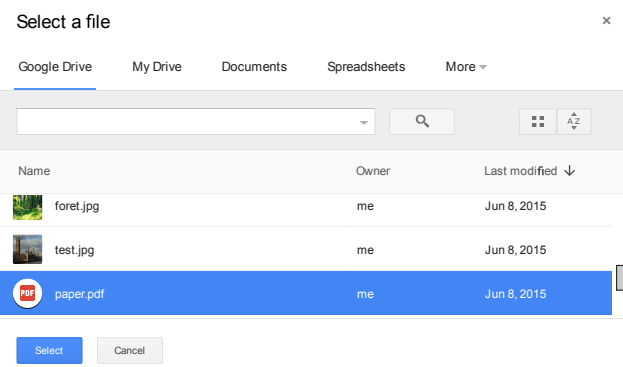 Select a file ×
Google Drive My Drive Documents Spreadsheets More
A Z
Name Owner Last modified
foret.jpg me Jun 8, 2015
test.jpg me Jun 8, 2015
PDF paper.pdf me Jun 8, 2015
Select Cancel